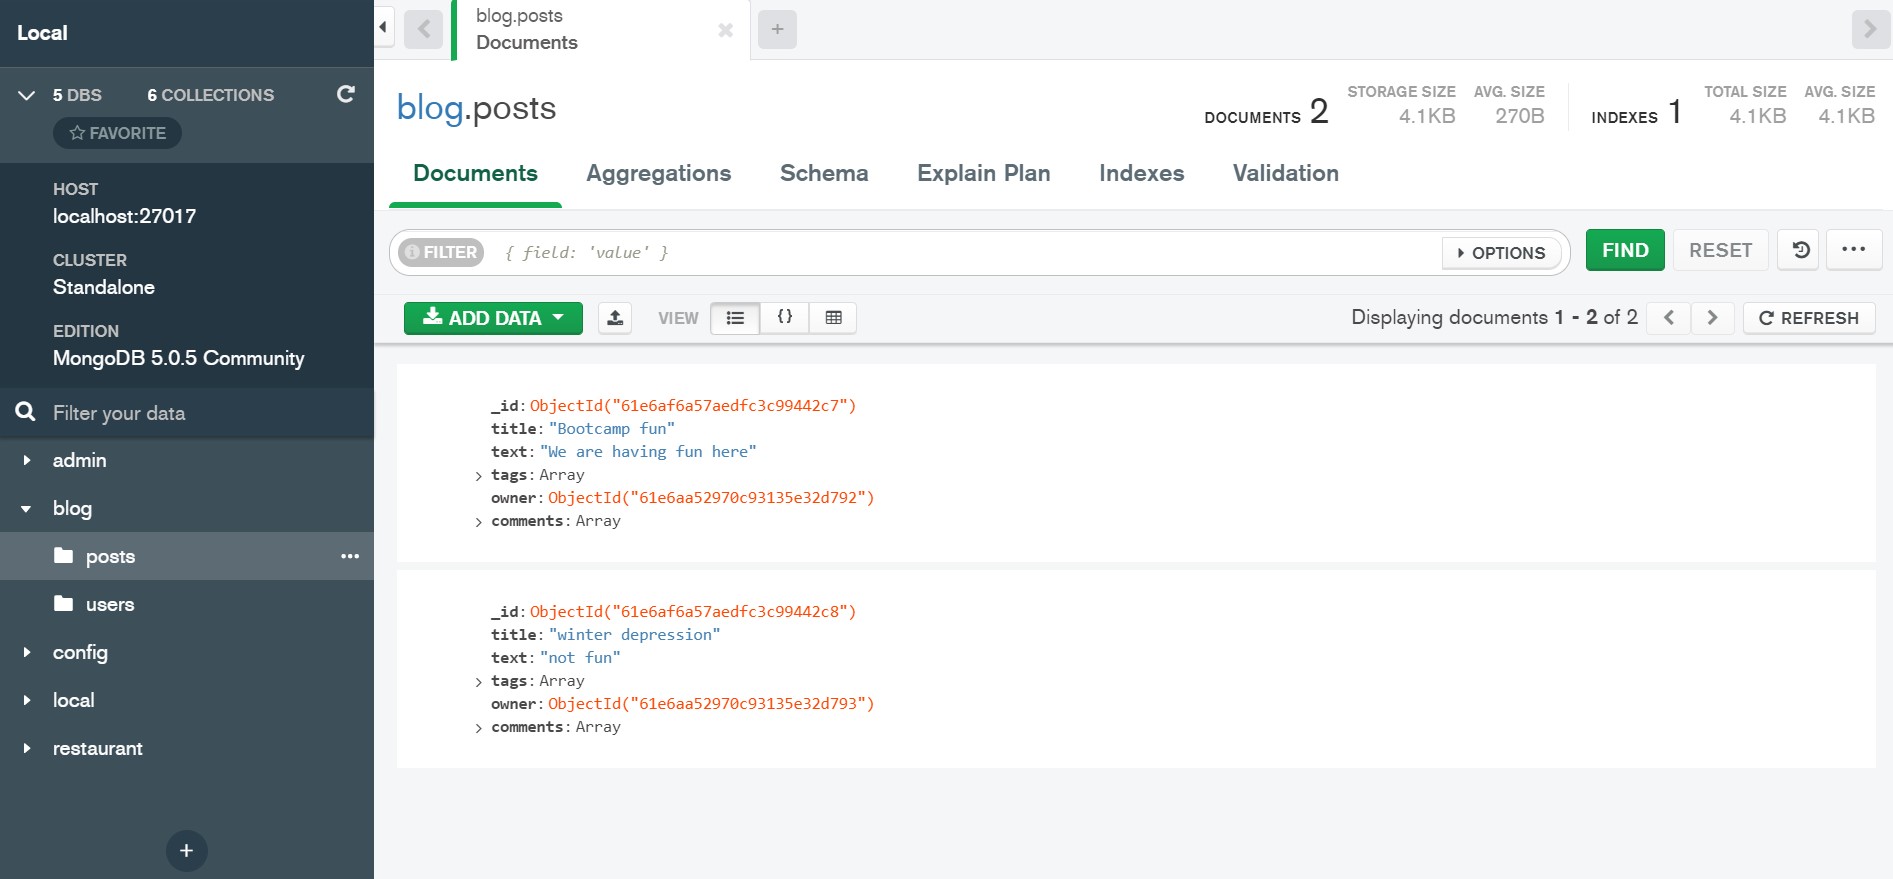 Local
5 DBS 6 COLLECTIONS
FAVORITE
HOST
localhost:27017
CLUSTER
Standalone
EDITION
MongoDB 5.0.5 Community
Filter your data
admin
blog
posts
users
config
local
restaurant
blog.posts
Documents
blog.posts
DOCUMENTS 2
STORAGE SIZE
4.1KB
AVG. SIZE
270B
INDEXES 1
TOTAL SIZE
4.1KB
AVG. SIZE
4.1KB
Documents Aggregations Schema Explain Plan Indexes Validation
FILTER { field: 'value' } OPTIONS FIND RESET
ADD DATA VIEW {} Displaying documents 1 - 2 of 2 REFRESH
_id: ObjectId("61e6af6a57aedfc3c99442c7")
title: "Bootcamp fun"
text: "We are having fun here"
tags: Array
owner: ObjectId("61e6aa52970c93135e32d792")
comments: Array
_id: ObjectId("61e6af6a57aedfc3c99442c8")
title: "winter depression"
text: "not fun"
tags: Array
owner: ObjectId("61e6aa52970c93135e32d793")
comments: Array